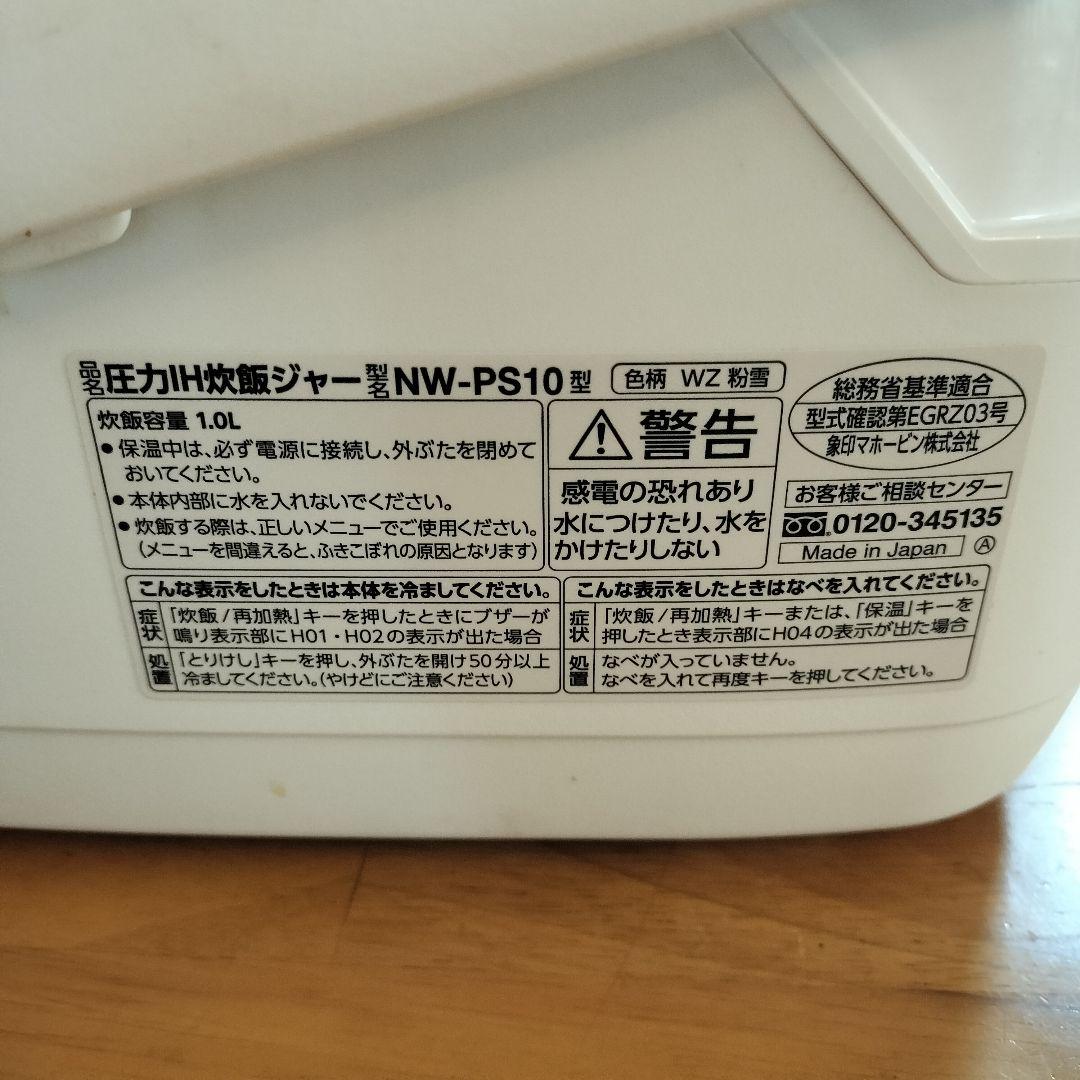 品名 圧力IH炊飯ジャー 型名 NW-PS10型 色柄 WZ 粉雪
炊飯容量 1.0L
●保温中は、必ず電源に接続し、外ぶたを閉めて
おいてください。
●本体内部に水を入れないでください。
●炊飯する際は、正しいメニューでご使用ください。
(メニューを間違えると、ふきこぼれの原因となります)
警告
感電の恐れあり
水につけたり、水を
かけたりしない
総務省基準適合
型式確認第EGRZ03号
象印マホービン株式会社
お客様ご相談センター
0120-345135
Made in Japan Ⓐ
こんな表示をしたときは本体を冷ましてください。
症状 「炊飯/再加熱」キーを押したときにブザーが
鳴り表示部にH01・H02の表示が出た場合
処置 「とりけし」キーを押し、外ぶたを開け50分以上
冷ましてください。(やけどにご注意ください)
こんな表示をしたときはなべを入れてください。
症状 「炊飯/再加熱」キーまたは、「保温」キーを
押したとき表示部にH04の表示が出た場合
処置 なべが入っていません。
なべを入れて再度キーを押してください。